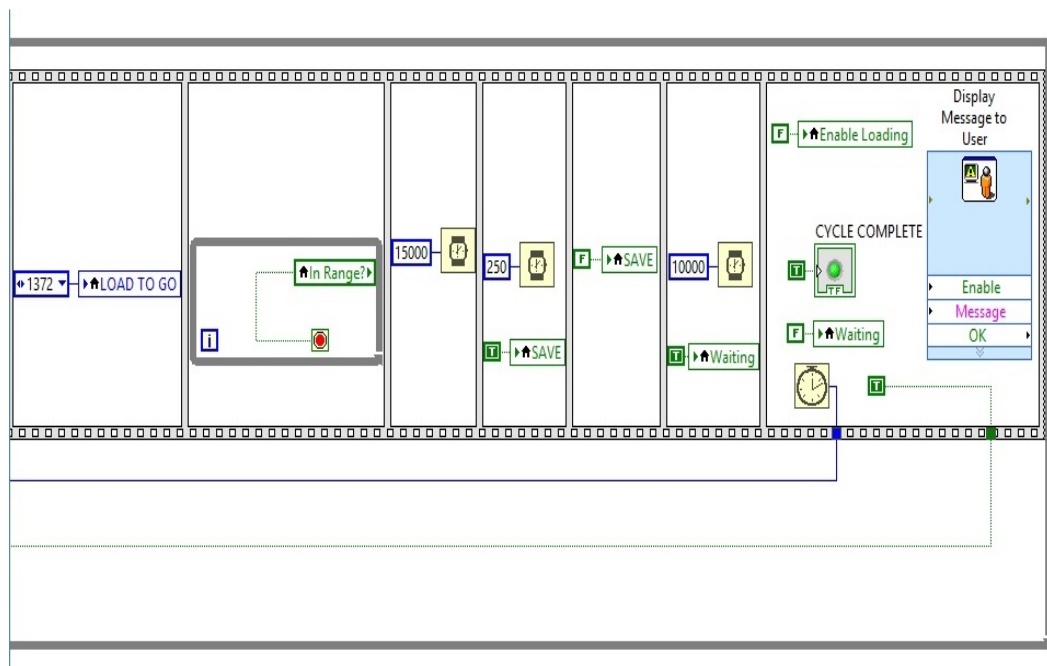 1372
LOAD TO GO
In Range?
i
15000
250
T
SAVE
F
SAVE
10000
T
Waiting
F
Enable Loading
CYCLE COMPLETE
T
TF
F
Waiting
T
Display
Message to
User
A
Enable
Message
OK